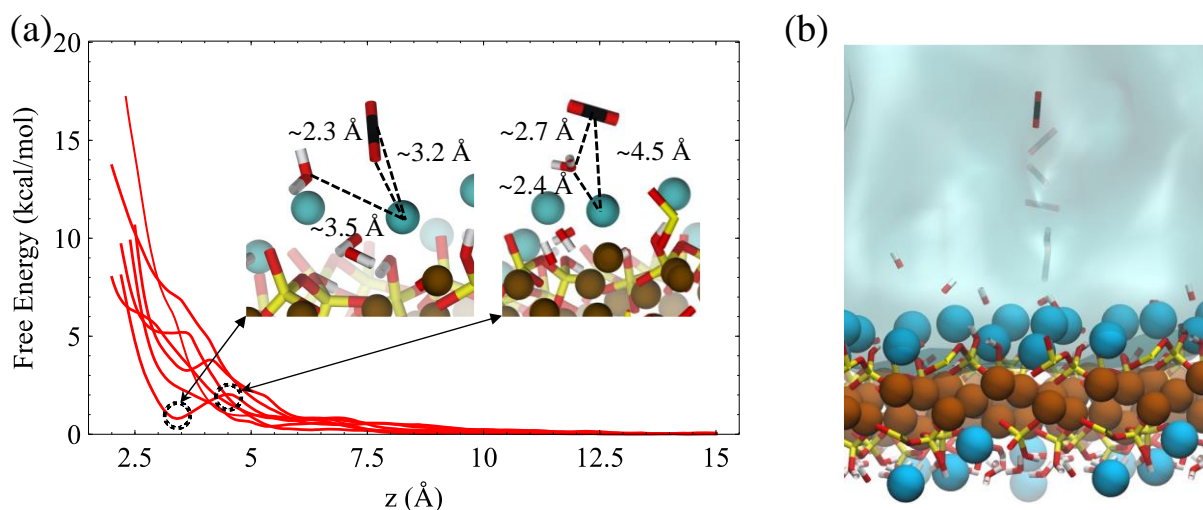 (a)
(b)
20
15
10
5
0
Free Energy (kcal/mol)
~2.3 Å
~3.2 Å
~3.5 Å
~2.7 Å
~4.5 Å
~2.4 Å
2.5 5 7.5 10 12.5 15
z (Å)